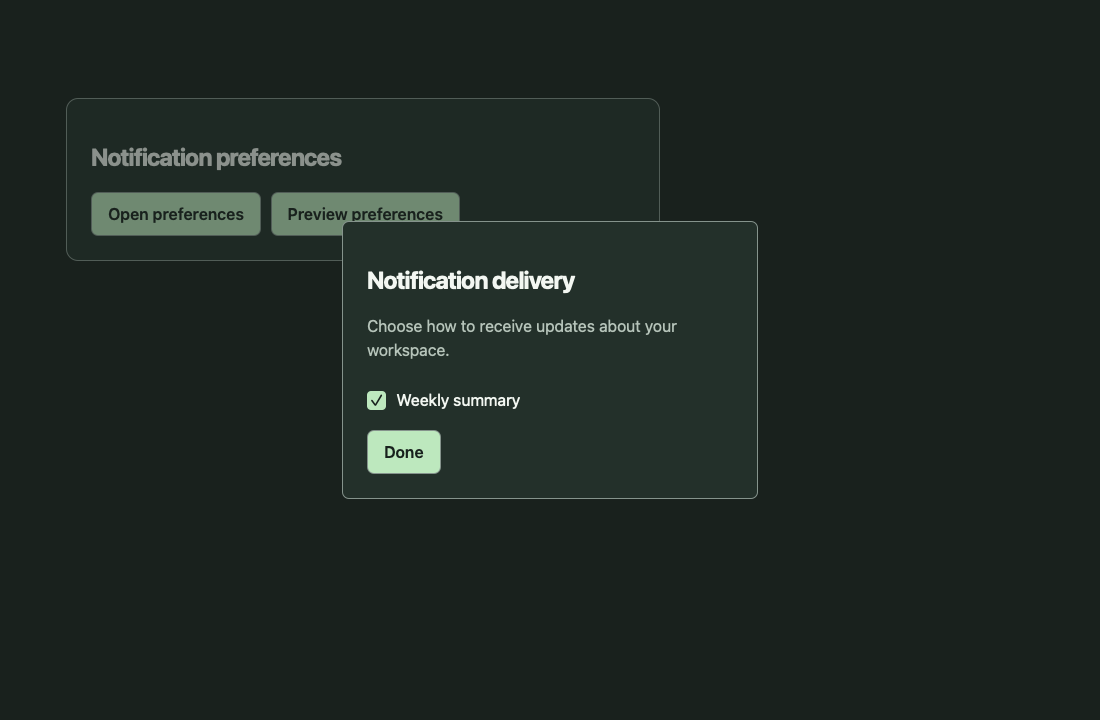 Notification preferences
Open preferences
Preview preferences
Notification delivery
Choose how to receive updates about your
workspace.
Weekly summary
Done